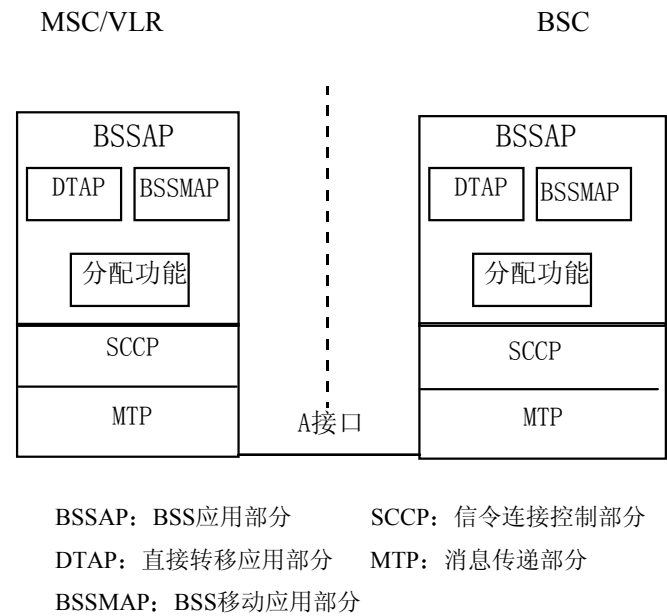 MSC/VLR BSC
BSSAP BSSAP
DTAP BSSMAP DTAP BSSMAP
分配功能 分配功能
SCCP SCCP
MTP A接口 MTP
BSSAP：BSS应用部分 SCCP：信令连接控制部分
DTAP：直接转移应用部分 MTP：消息传递部分
BSSMAP：BSS移动应用部分